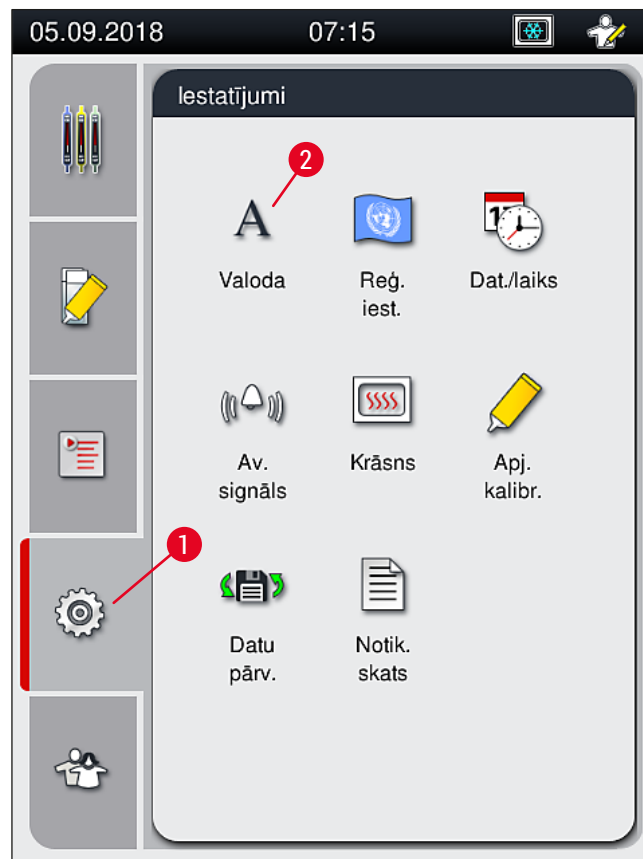 05.09.2018 07:15
Iestatījumi
2
A
17
Valoda
Reģ.
iest.
Dat./laiks
Av.
signāls
Krāsns
Apj.
kalibr.
1
Datu
pārv.
Notik.
skats